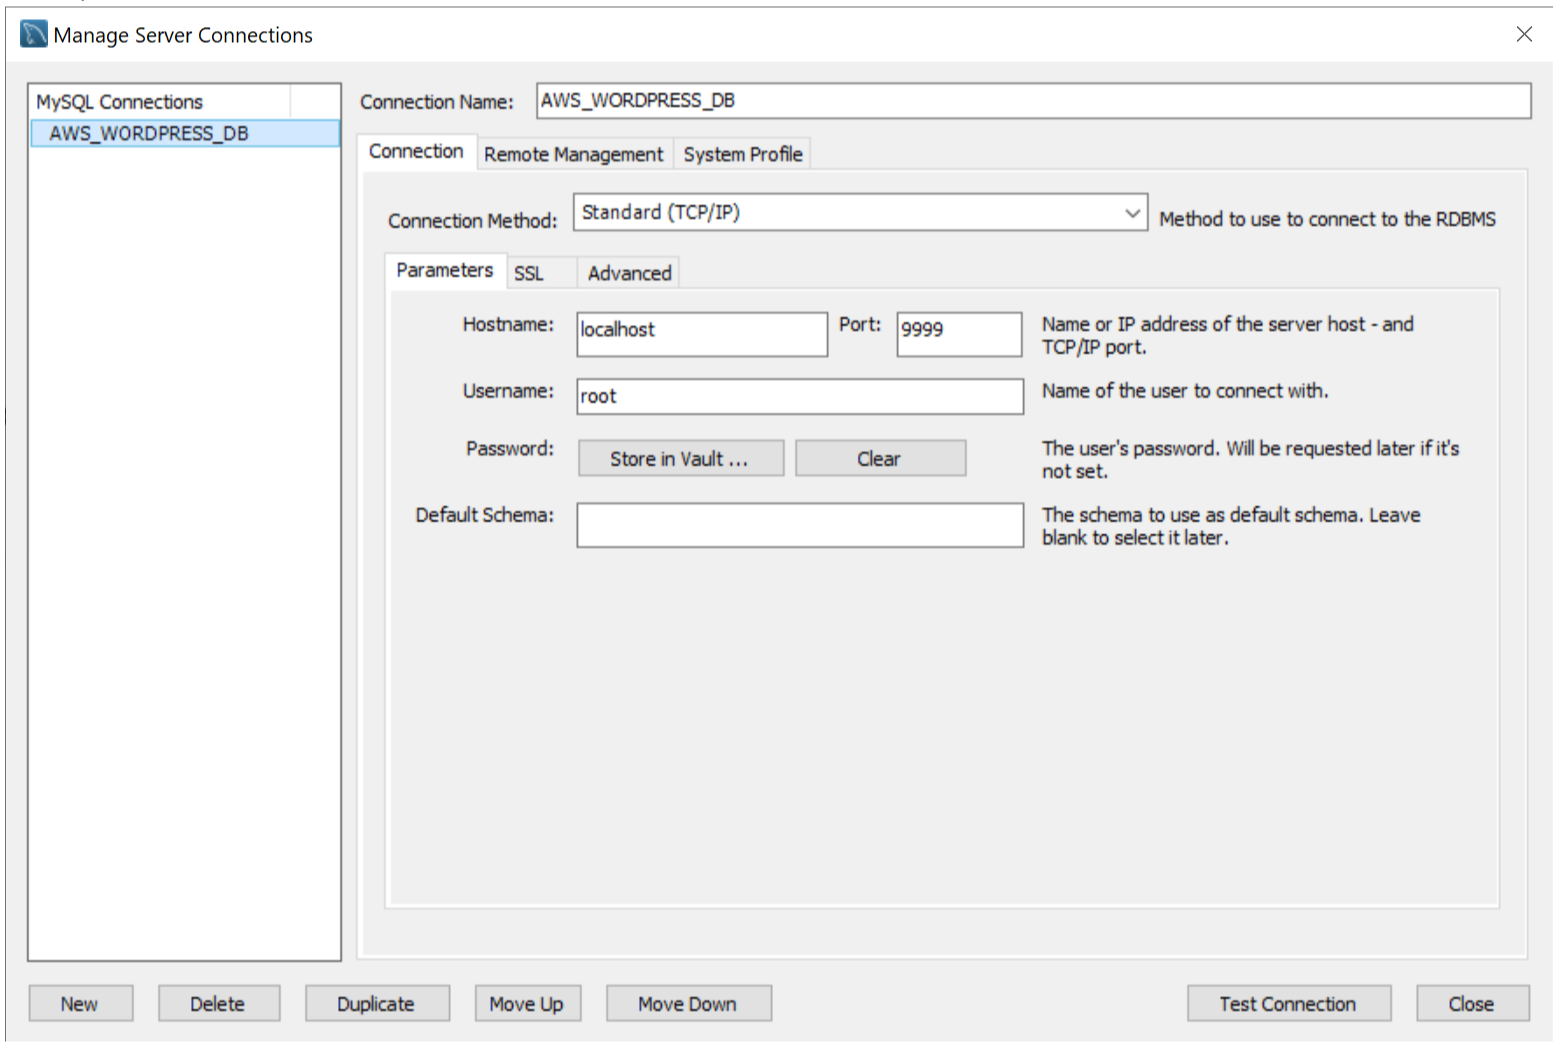 Manage Server Connections
MySQL Connections
AWS_WORDPRESS_DB
Connection Name:
AWS_WORDPRESS_DB
Connection
Remote Management
System Profile
Connection Method:
Standard (TCP/IP)
Method to use to connect to the RDBMS
Parameters
SSL
Advanced
Hostname:
localhost
Port:
9999
Name or IP address of the server host - and
TCP/IP port.
Username:
root
Name of the user to connect with.
Password:
Store in Vault ...
Clear
The user's password. Will be requested later if it's
not set.
Default Schema:
The schema to use as default schema. Leave
blank to select it later.
New
Delete
Duplicate
Move Up
Move Down
Test Connection
Close